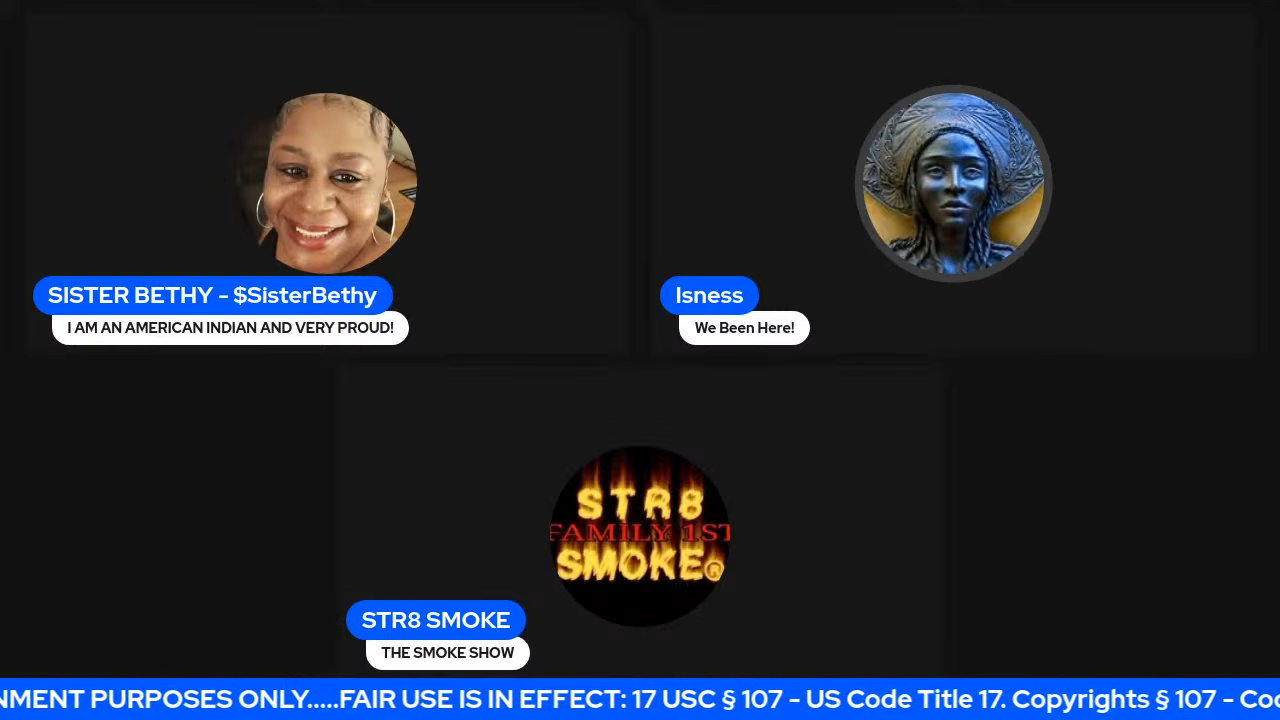 SISTER BETHY - $SisterBethy
I AM AN AMERICAN INDIAN AND VERY PROUD!
Isness
We Been Here!
STR8
FAMILY 1ST
SMOKE®
STR8 SMOKE
THE SMOKE SHOW
NMENT PURPOSES ONLY.....FAIR USE IS IN EFFECT: 17 USC § 107 - US Code Title 17. Copyrights § 107 - Co